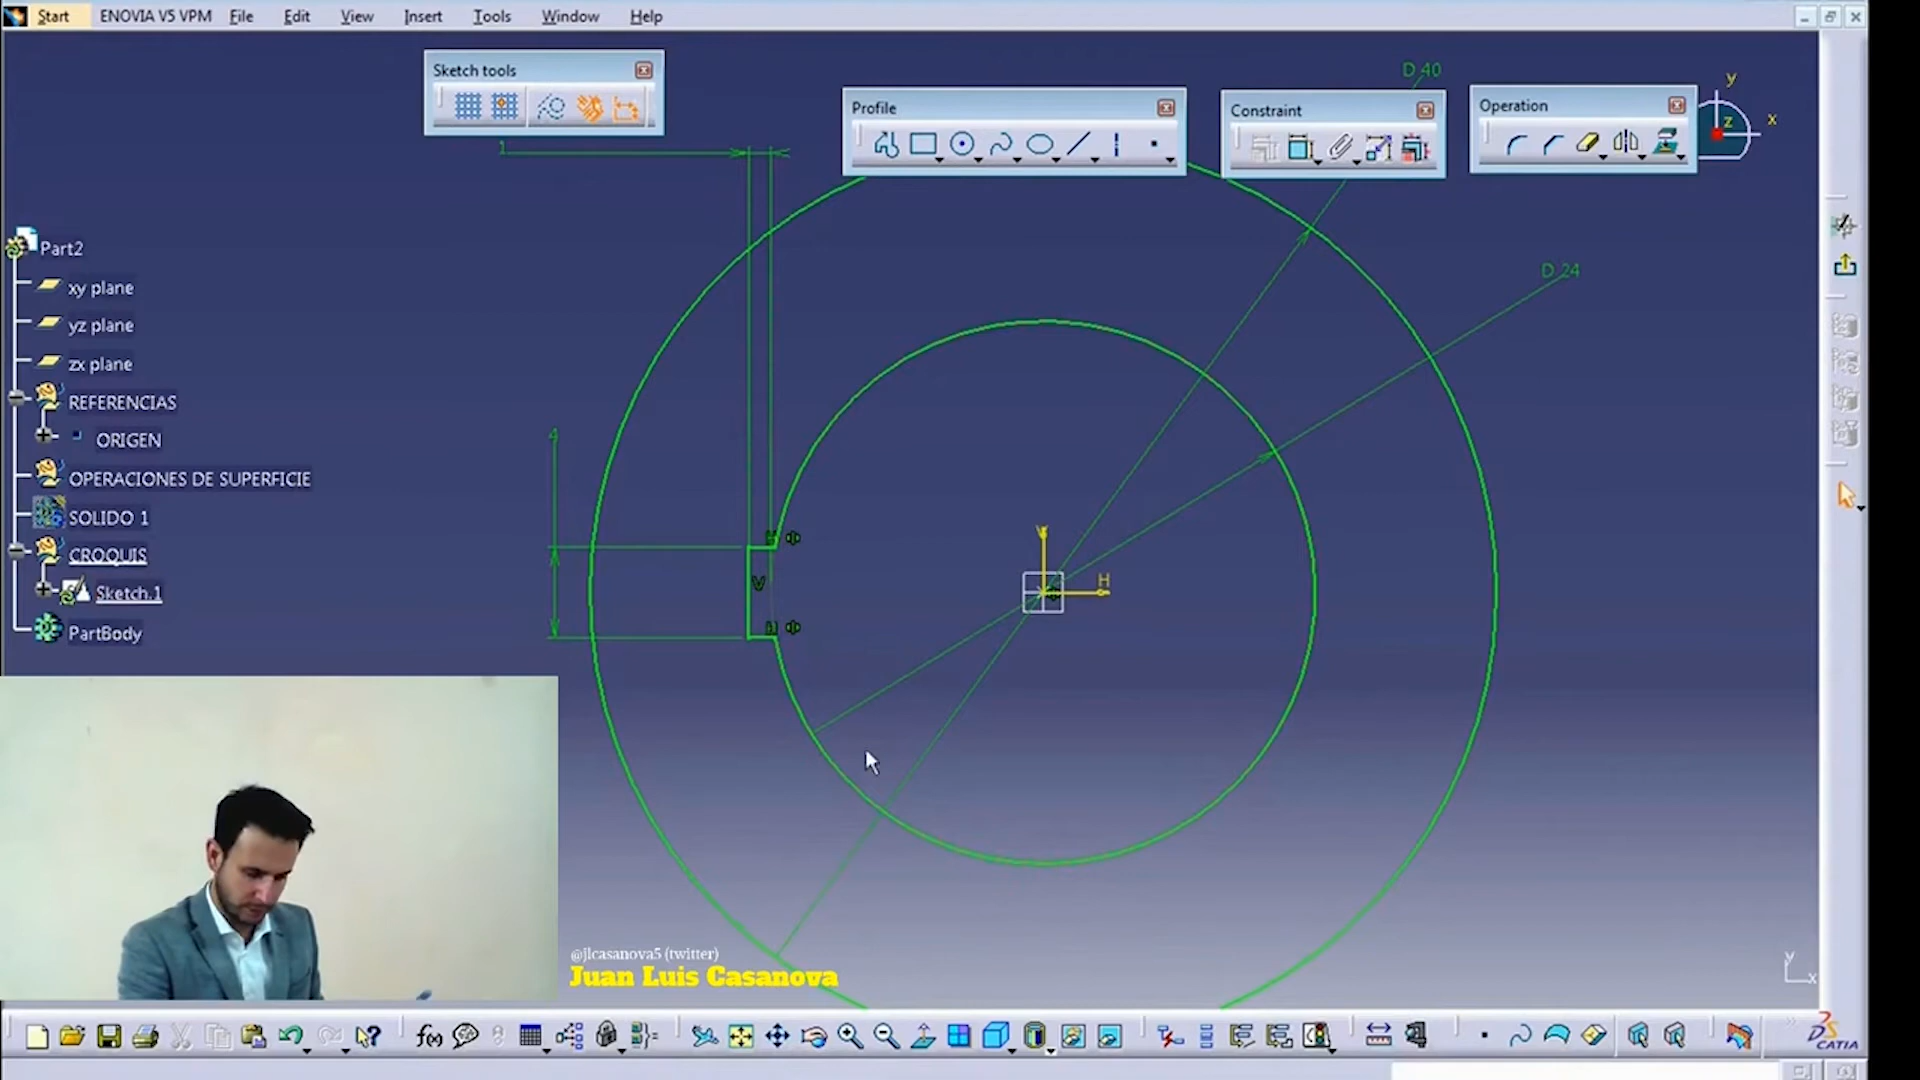 Start ENOVIA V5 VPM File Edit View Insert Tools Window Help
Sketch tools
Profile
Constraint
Operation
D 40
y
x
z
1
D 24
4
V
H
V
Part2
xy plane
yz plane
zx plane
REFERENCIAS
ORIGEN
OPERACIONES DE SUPERFICIE
SOLIDO 1
CROQUIS
Sketch.1
PartBody
@jlcasanova5 (twitter)
Juan Luis Casanova
y
x
f(x)
CATIA